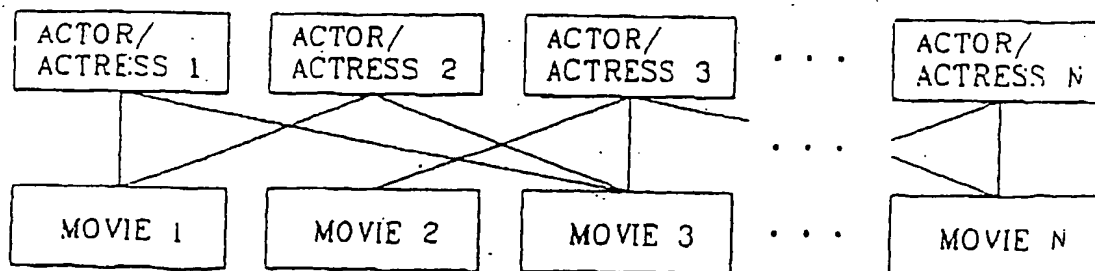 ACTOR/
ACTRESS 1
ACTOR/
ACTRESS 2
ACTOR/
ACTRESS 3
. . .
ACTOR/
ACTRESS N
. . .
MOVIE 1
MOVIE 2
MOVIE 3
. . .
MOVIE N